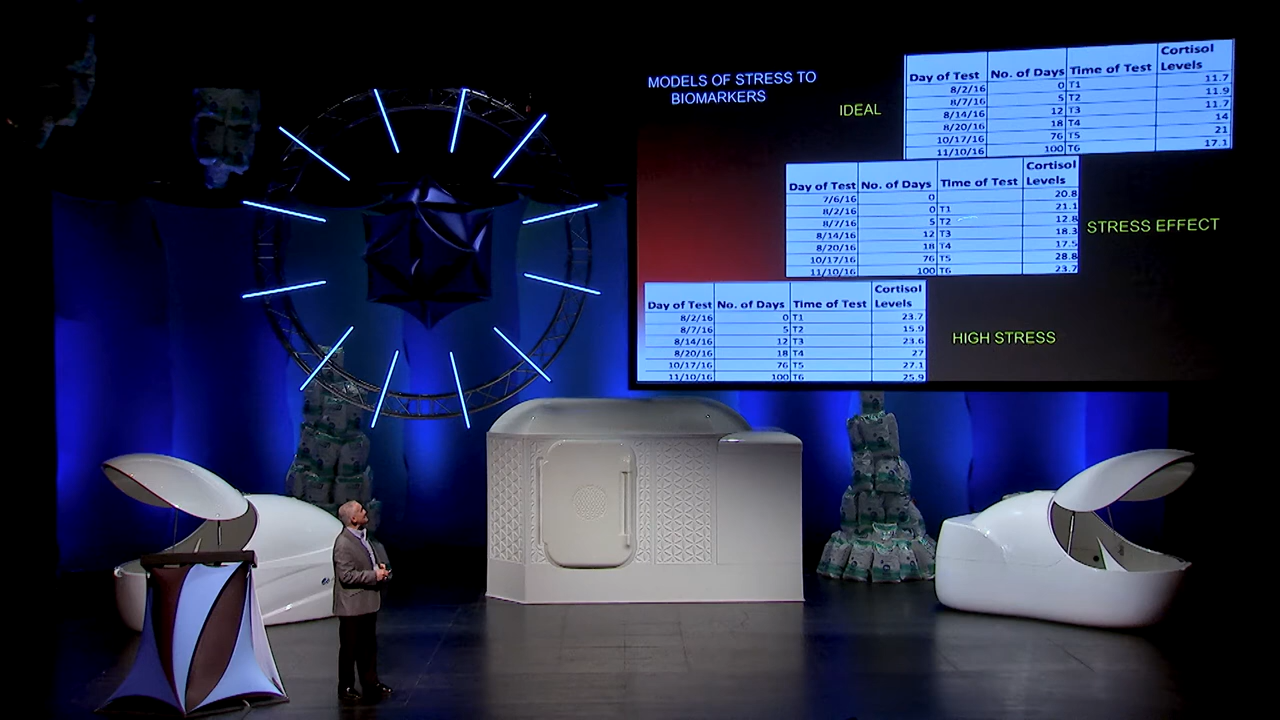 MODELS OF STRESS TO
BIOMARKERS
IDEAL
Day of Test No. of Days Time of Test Cortisol Levels
8/2/16 0 T1 11.7
8/7/16 5 T2 11.9
8/14/16 12 T3 11.7
8/20/16 18 T4 14
10/17/16 76 T5 21
11/10/16 100 T6 17.1
Day of Test No. of Days Time of Test Cortisol Levels
7/6/16 0 20.8
8/2/16 0 T1 21.1
8/7/16 5 T2 12.8
8/14/16 12 T3 18.3
8/20/16 18 T4 17.5
10/17/16 76 T5 28.8
11/10/16 100 T6 23.7
STRESS EFFECT
Day of Test No. of Days Time of Test Cortisol Levels
8/2/16 0 T1 23.7
8/7/16 5 T2 15.9
8/14/16 12 T3 23.6
8/20/16 18 T4 27
10/17/16 76 T5 27.1
11/10/16 100 T6 25.9
HIGH STRESS